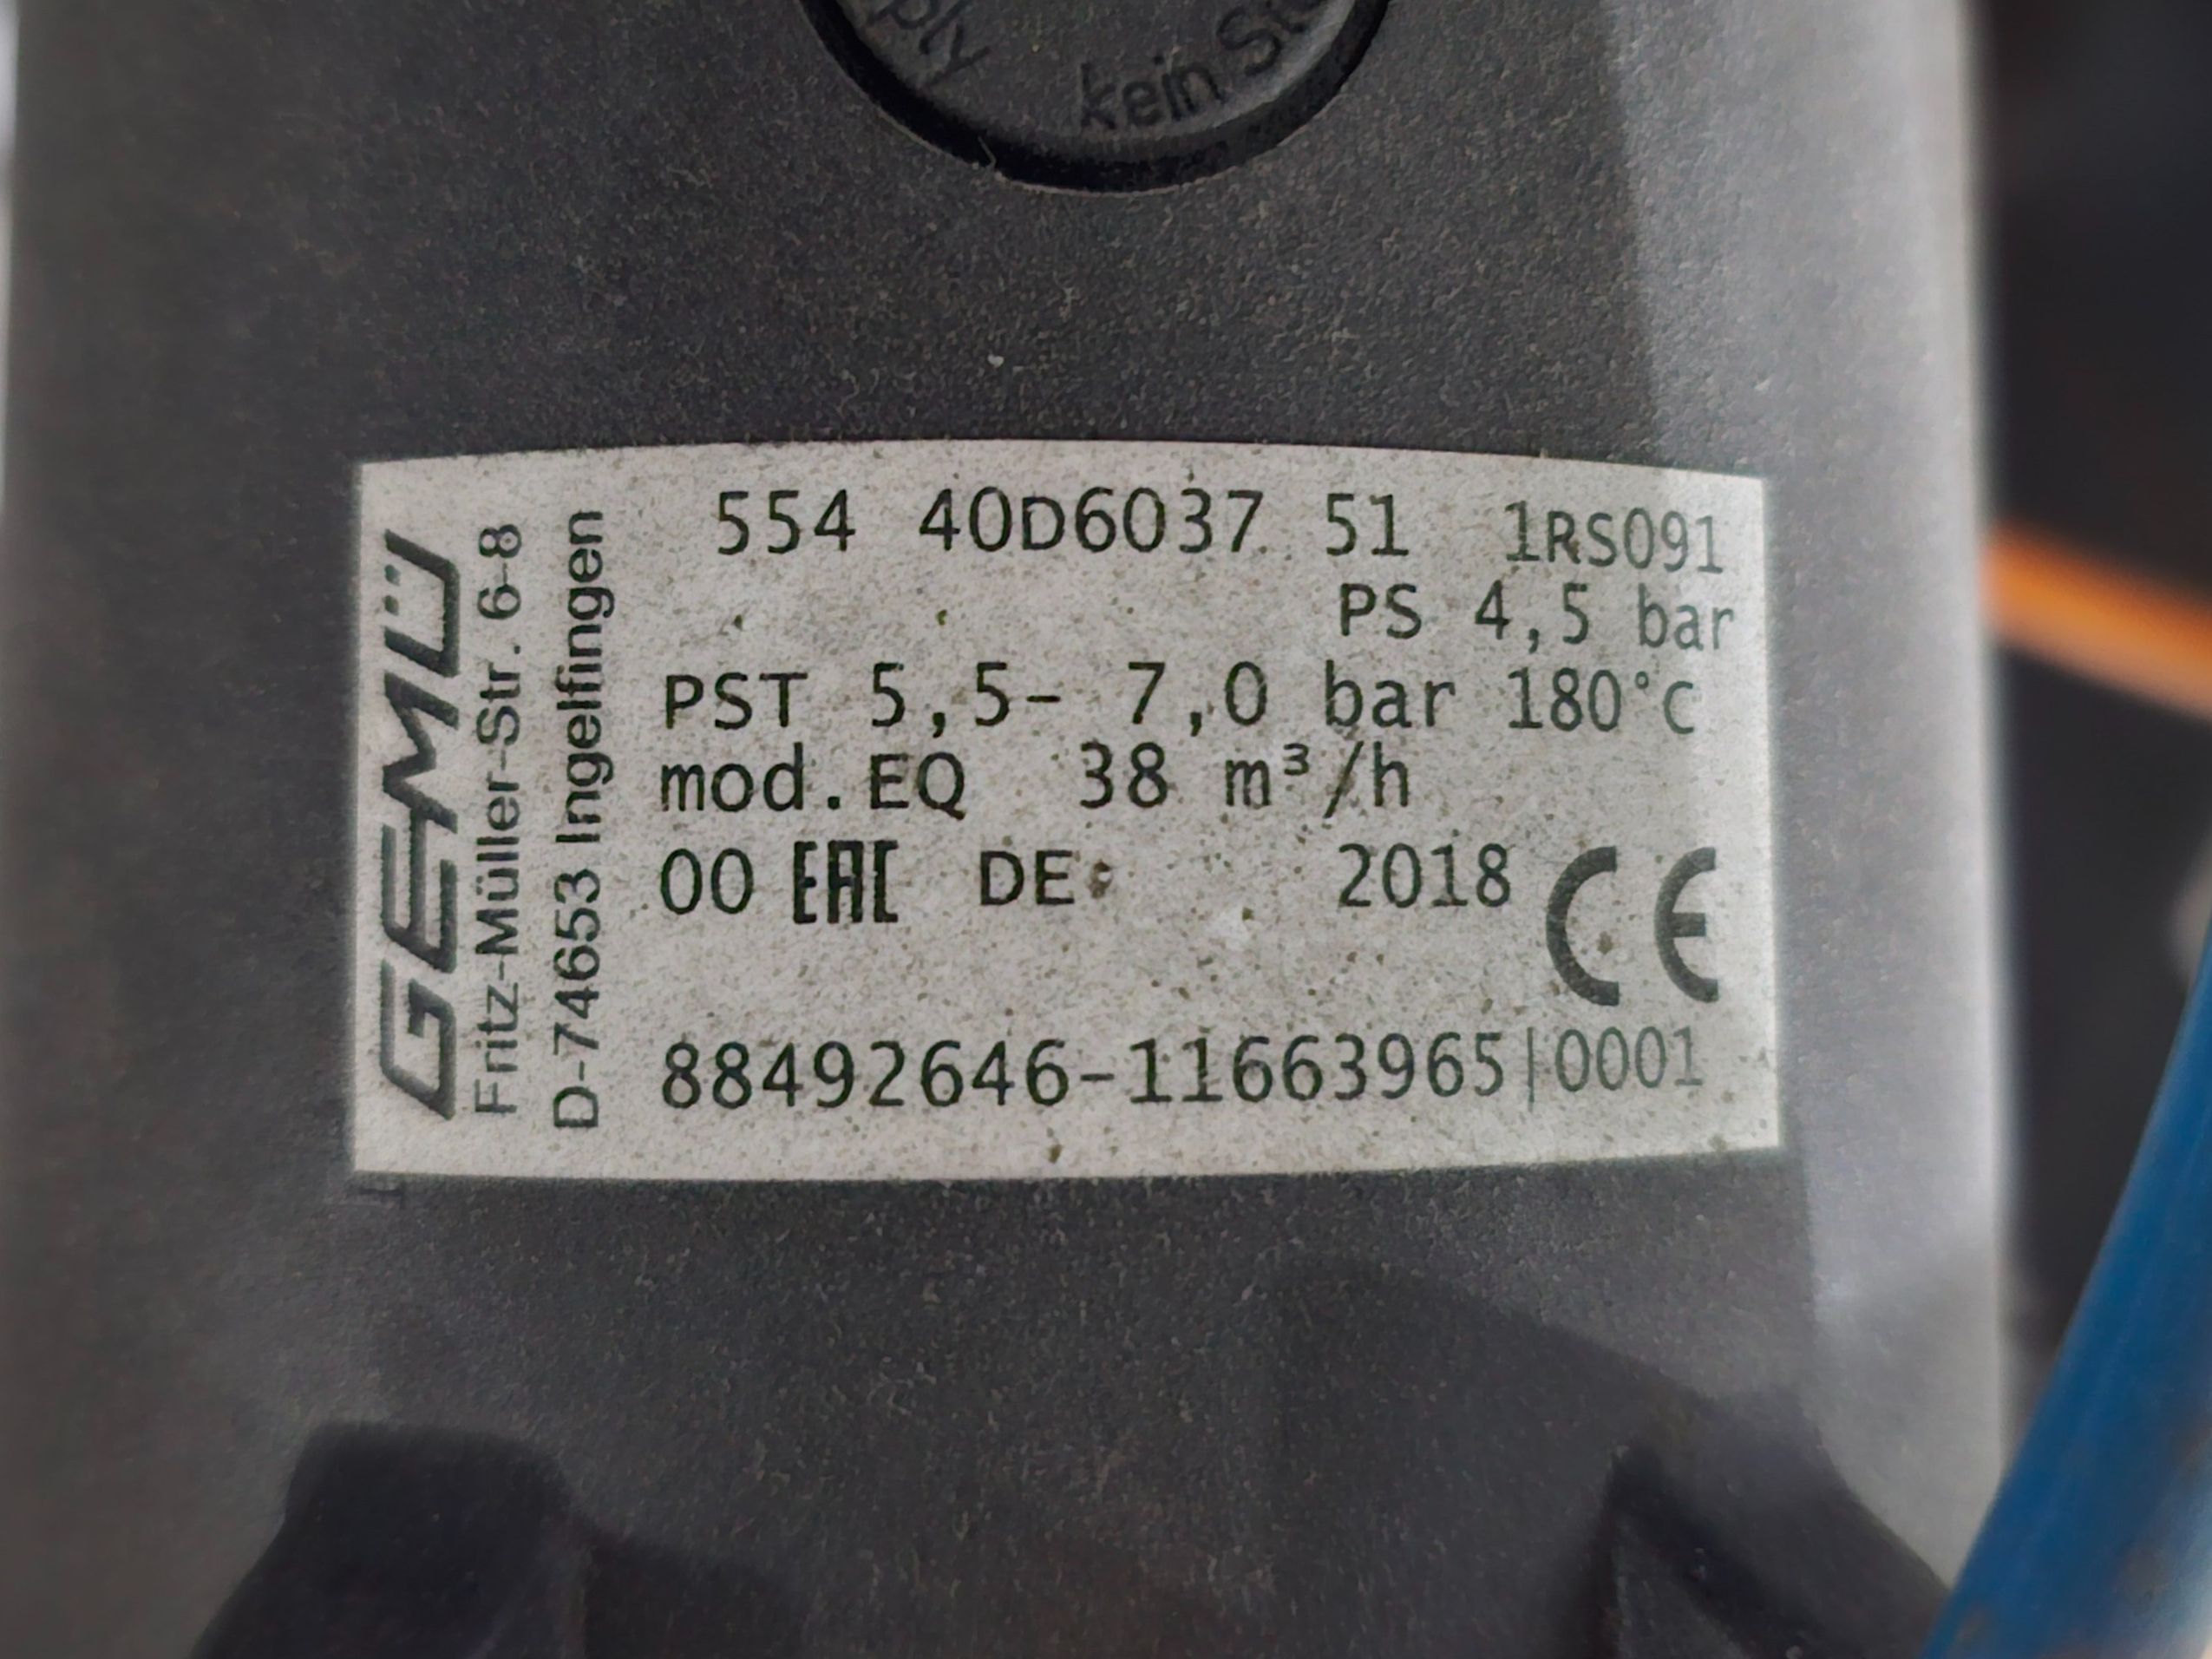 ply
kein
GEMÜ
Fritz-Müller-Str. 6-8
D-74653 Ingelfingen
554 40D6037 51 1RS091
PS 4,5 bar
PST 5,5- 7,0 bar 180°C
mod.EQ 38 m³/h
00 EAC DE 2018 CE
88492646-11663965|0001